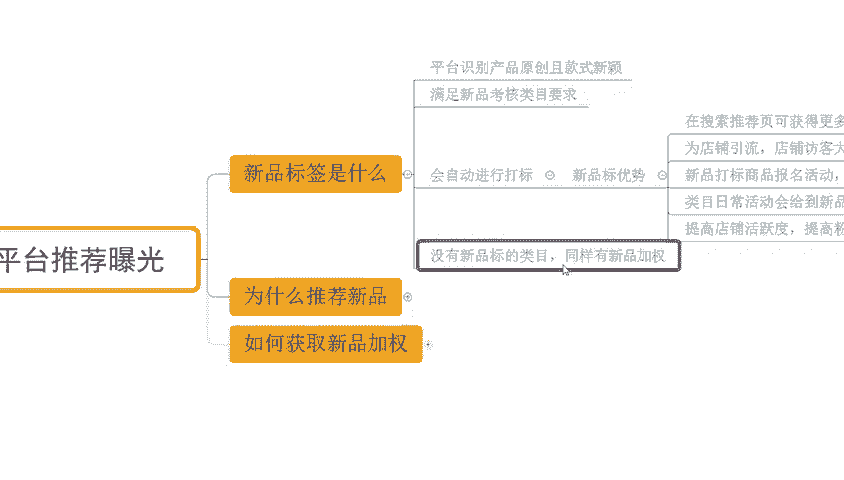 平台推荐曝光
新品标签是什么
平台识别产品原创且款式新颖
满足新品考核类目要求
会自动进行打标
新品标优势
在搜索推荐页可获得更多
为店铺引流，店铺访客大
新品打标商品报名活动，
类目日常活动会给到新品
提高店铺活跃度，提高粉
没有新品标的类目，同样有新品加权
为什么推荐新品
如何获取新品加权